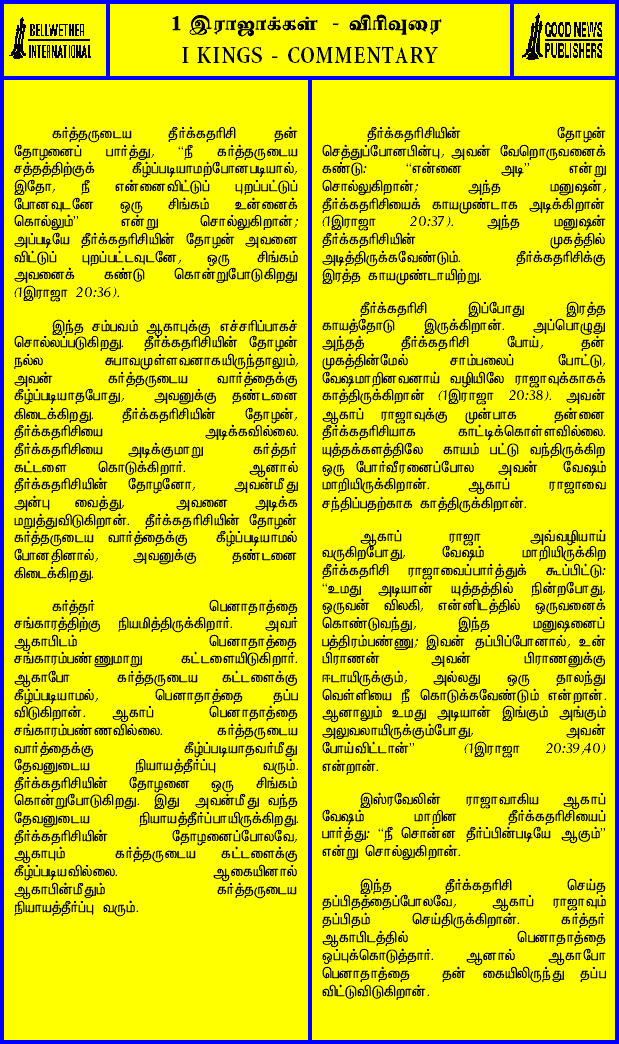 BELLWETHER
INTERNATIONAL
1 இராஜாக்கள் - விரிவுரை
I KINGS - COMMENTARY
GOOD NEWS
PUBLISHERS
கர்த்தருடைய தீர்க்கதரிசி தன்
தோழனைப் பார்த்து, “நீ கர்த்தருடைய
சத்தத்திற்குக் கீழ்ப்படியாமற்போனபடியால்,
இதோ, நீ என்னைவிட்டுப் புறப்பட்டுப்
போனவுடனே ஒரு சிங்கம் உன்னைக்
கொல்லும்” என்று சொல்லுகிறான்;
அப்படியே தீர்க்கதரிசியின் தோழன் அவனை
விட்டுப் புறப்பட்டவுடனே, ஒரு சிங்கம்
அவனைக் கண்டு கொன்றுபோடுகிறது
(1இராஜா 20:36).
இந்த சம்பவம் ஆகாபுக்கு எச்சரிப்பாகச்
சொல்லப்படுகிறது. தீர்க்கதரிசியின் தோழன்
நல்ல சுபாவமுள்ளவனாகயிருந்தாலும்,
அவன் கர்த்தருடைய வார்த்தைக்கு
கீழ்ப்படியாதபோது, அவனுக்கு தண்டனை
கிடைக்கிறது. தீர்க்கதரிசியின் தோழன்,
தீர்க்கதரிசியை அடிக்கவில்லை.
தீர்க்கதரிசியை அடிக்குமாறு கர்த்தர்
கட்டளை கொடுக்கிறார். ஆனால்
தீர்க்கதரிசியின் தோழனோ, அவன்மீது
அன்பு வைத்து, அவனை அடிக்க
மறுத்துவிடுகிறான். தீர்க்கதரிசியின் தோழன்
கர்த்தருடைய வார்த்தைக்கு கீழ்ப்படியாமல்
போனதினால், அவனுக்கு தண்டனை
கிடைக்கிறது.
கர்த்தர் பெனாதாத்தை
சங்காரத்திற்கு நியமித்திருக்கிறார். அவர்
ஆகாபிடம் பெனாதாத்தை
சங்காரம்பண்ணுமாறு கட்டளையிடுகிறார்.
ஆகாபோ கர்த்தருடைய கட்டளைக்கு
கீழ்ப்படியாமல், பெனாதாத்தை தப்ப
விடுகிறான். ஆகாப் பெனாதாத்தை
சங்காரம்பண்ணவில்லை. கர்த்தருடைய
வார்த்தைக்கு கீழ்ப்படியாதவர்மீது
தேவனுடைய நியாயத்தீர்ப்பு வரும்.
தீர்க்கதரிசியின் தோழனை ஒரு சிங்கம்
கொன்றுபோடுகிறது. இது அவன்மீது வந்த
தேவனுடைய நியாயத்தீர்ப்பாயிருக்கிறது.
தீர்க்கதரிசியின் தோழனைப்போலவே,
ஆகாபும் கர்த்தருடைய கட்டளைக்கு
கீழ்ப்படியவில்லை. ஆகையினால்
ஆகாபின்மீதும் கர்த்தருடைய
நியாயத்தீர்ப்பு வரும்.
தீர்க்கதரிசியின் தோழன்
செத்துப்போனபின்பு, அவன் வேறொருவனைக்
கண்டு: “என்னை அடி” என்று
சொல்லுகிறான்; அந்த மனுஷன்,
தீர்க்கதரிசியைக் காயமுண்டாக அடிக்கிறான்
(1இராஜா 20:37). அந்த மனுஷன்
தீர்க்கதரிசியின் முகத்தில்
அடித்திருக்கவேண்டும். தீர்க்கதரிசிக்கு
இரத்த காயமுண்டாயிற்று.
தீர்க்கதரிசி இப்போது இரத்த
காயத்தோடு இருக்கிறான். அப்பொழுது
அந்தத் தீர்க்கதரிசி போய், தன்
முகத்தின்மேல் சாம்பலைப் போட்டு,
வேஷமாறினவனாய் வழியிலே ராஜாவுக்காகக்
காத்திருக்கிறான் (1இராஜா 20:38). அவன்
ஆகாப் ராஜாவுக்கு முன்பாக தன்னை
தீர்க்கதரிசியாக காட்டிக்கொள்ளவில்லை.
யுத்தக்களத்திலே காயம் பட்டு வந்திருக்கிற
ஒரு போர்வீரனைப்போல அவன் வேஷம்
மாறியிருக்கிறான். ஆகாப் ராஜாவை
சந்திப்பதற்காக காத்திருக்கிறான்.
ஆகாப் ராஜா அவ்வழியாய்
வருகிறபோது, வேஷம் மாறியிருக்கிற
தீர்க்கதரிசி ராஜாவைப்பார்த்துக் கூப்பிட்டு:
“உமது அடியான் யுத்தத்தில் நின்றபோது,
ஒருவன் விலகி, என்னிடத்தில் ஒருவனைக்
கொண்டுவந்து, இந்த மனுஷனைப்
பத்திரம்பண்ணு; இவன் தப்பிப்போனால், உன்
பிராணன் அவன் பிராணனுக்கு
ஈடாயிருக்கும், அல்லது ஒரு தாலந்து
வெள்ளியை நீ கொடுக்கவேண்டும் என்றான்.
ஆனாலும் உமது அடியான் இங்கும் அங்கும்
அலுவலாயிருக்கும்போது, அவன்
போய்விட்டான்” (1இராஜா 20:39,40)
என்றான்.
இஸ்ரவேலின் ராஜாவாகிய ஆகாப்
வேஷம் மாறின தீர்க்கதரிசியைப்
பார்த்து: “நீ சொன்ன தீர்ப்பின்படியே ஆகும்”
என்று சொல்லுகிறான்.
இந்த தீர்க்கதரிசி செய்த
தப்பிதத்தைப்போலவே, ஆகாப் ராஜாவும்
தப்பிதம் செய்திருக்கிறான். கர்த்தர்
ஆகாபிடத்தில் பெனாதாத்தை
ஒப்புக்கொடுத்தார். ஆனால் ஆகாபோ
பெனாதாத்தை தன் கையிலிருந்து தப்ப
விட்டுவிடுகிறான்.